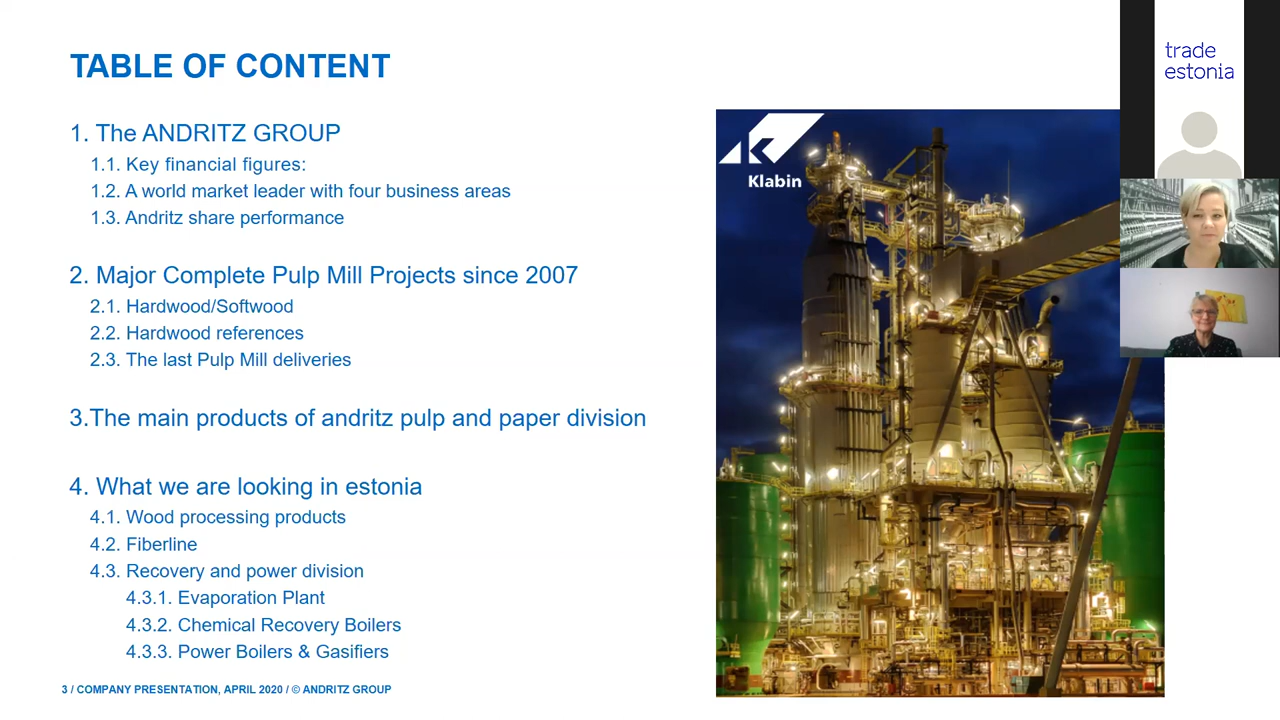 TABLE OF CONTENT
1. The ANDRITZ GROUP
1.1. Key financial figures:
1.2. A world market leader with four business areas
1.3. Andritz share performance
2. Major Complete Pulp Mill Projects since 2007
2.1. Hardwood/Softwood
2.2. Hardwood references
2.3. The last Pulp Mill deliveries
3.The main products of andritz pulp and paper division
4. What we are looking in estonia
4.1. Wood processing products
4.2. Fiberline
4.3. Recovery and power division
4.3.1. Evaporation Plant
4.3.2. Chemical Recovery Boilers
4.3.3. Power Boilers & Gasifiers
3 / COMPANY PRESENTATION, APRIL 2020 / © ANDRITZ GROUP
Klabin
trade
estonia